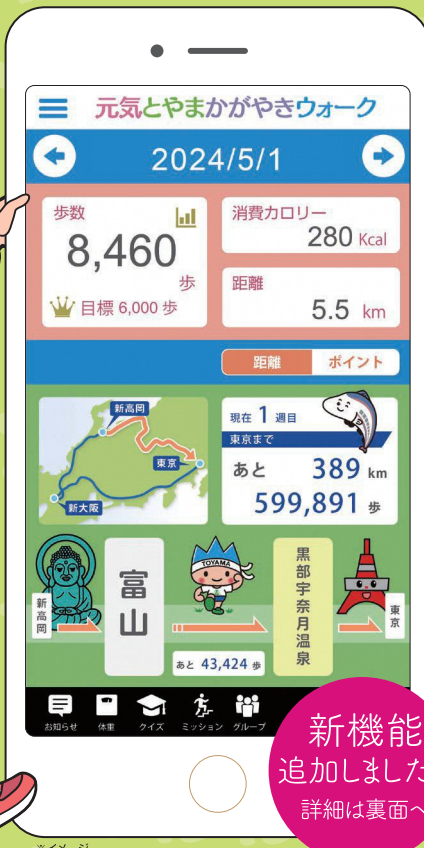 元気とやまかがやきウォーク
2024/5/1
歩数
8,460
歩
目標 6,000 歩
消費カロリー
280 Kcal
距離
5.5 km
距離
ポイント
新高岡
東京
新大阪
現在 1 週目
東京まで
あと 389 km
599,891 歩
TOYAMA
新高岡
富山
黒部宇奈月温泉
東京
あと 43,424 歩
お知らせ
体重
クイズ
ミッション
グループ
新機能
追加しました
詳細は裏面へ
※イメージ